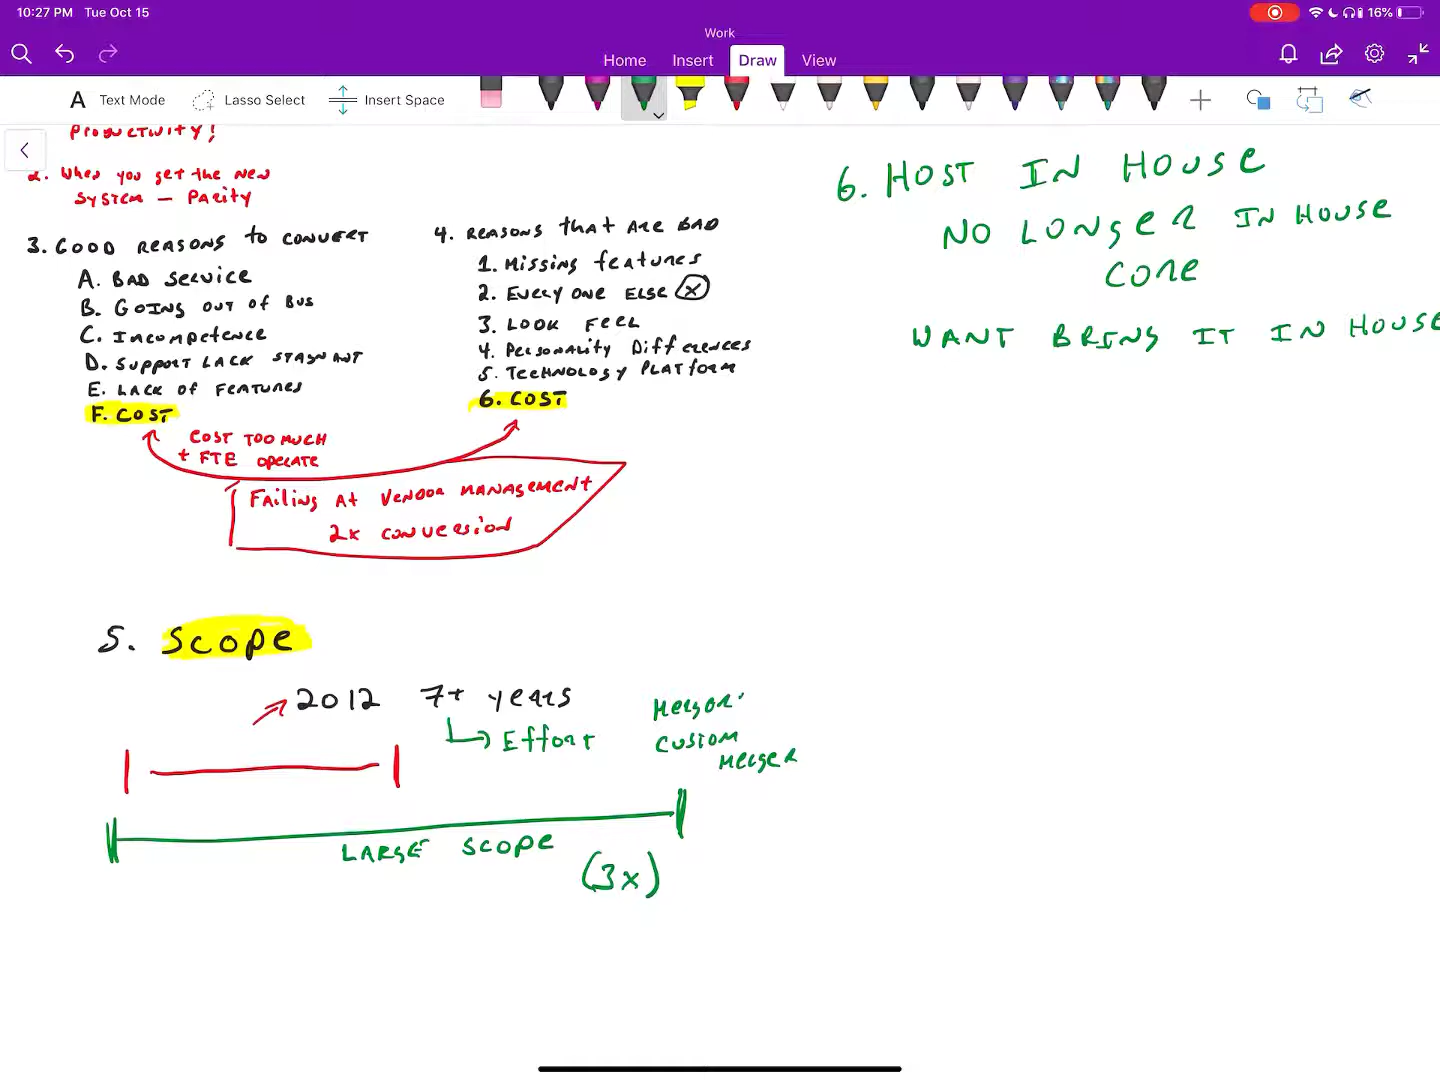 10:27 PM Tue Oct 15
16%
Work
Home Insert Draw View
A Text Mode Lasso Select Insert Space
PRODUCTIVITY!
2. When you get the new
SYSTEM – PARITY
3. GOOD REASONS to CONVERT
A. BAD SERVICE
B. GOING OUT OF BUS
C. INCOMPETENCE
D. SUPPORT LACK STAGNANT
E. LACK OF FEATURES
F. COST
4. REASONS that ARE BAD
1. MISSING features
2. EVERY ONE ELSE X
3. LOOK FEEL
4. PERSONALITY DIFFERENCES
5. TECHNOLOGY PLATFORM
6. COST
COST TOO MUCH
+ FTE OPERATE
FAILING At VENDOR MANAGEMENT
2x CONVERSION
5. SCOPE
2012 7+ years
Effort
Mergor
CUSTOM
MERGER
LARGE SCOPE
(3x)
6. HOST IN HOUSE
NO LONGER IN HOUSE
CORE
WANT BRING IT IN HOUSE